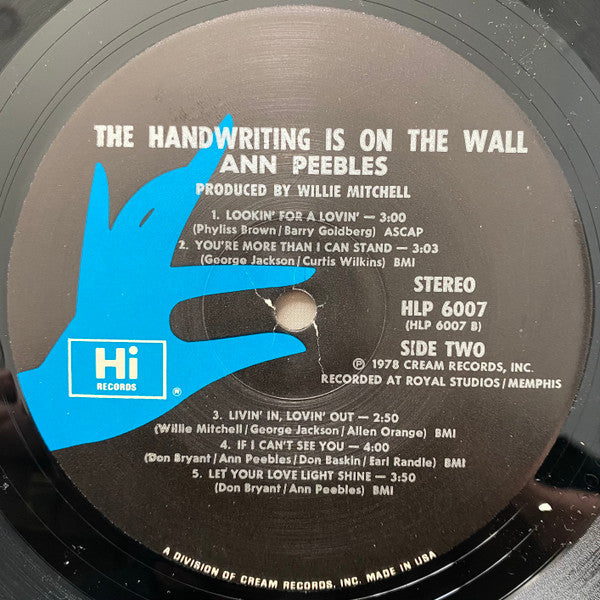 THE HANDWRITING IS ON THE WALL
ANN PEEBLES
PRODUCED BY WILLIE MITCHELL
1. LOOKIN' FOR A LOVIN' — 3:00
(Phyliss Brown/Barry Goldberg) ASCAP
2. YOU'RE MORE THAN I CAN STAND — 3:03
(George Jackson/Curtis Wilkins) BMI
STEREO
HLP 6007
(HLP 6007 B)
SIDE TWO
Ⓟ 1978 CREAM RECORDS, INC.
RECORDED AT ROYAL STUDIOS/MEMPHIS
Hi
RECORDS
®
3. LIVIN' IN, LOVIN' OUT — 2:50
(Willie Mitchell/George Jackson/Allen Orange) BMI
4. IF I CAN'T SEE YOU — 4:00
(Don Bryant/Ann Peebles/Don Baskin/Earl Randle) BMI
5. LET YOUR LOVE LIGHT SHINE — 3:50
(Don Bryant/Ann Peebles) BMI
A DIVISION OF CREAM RECORDS, INC. MADE IN USA